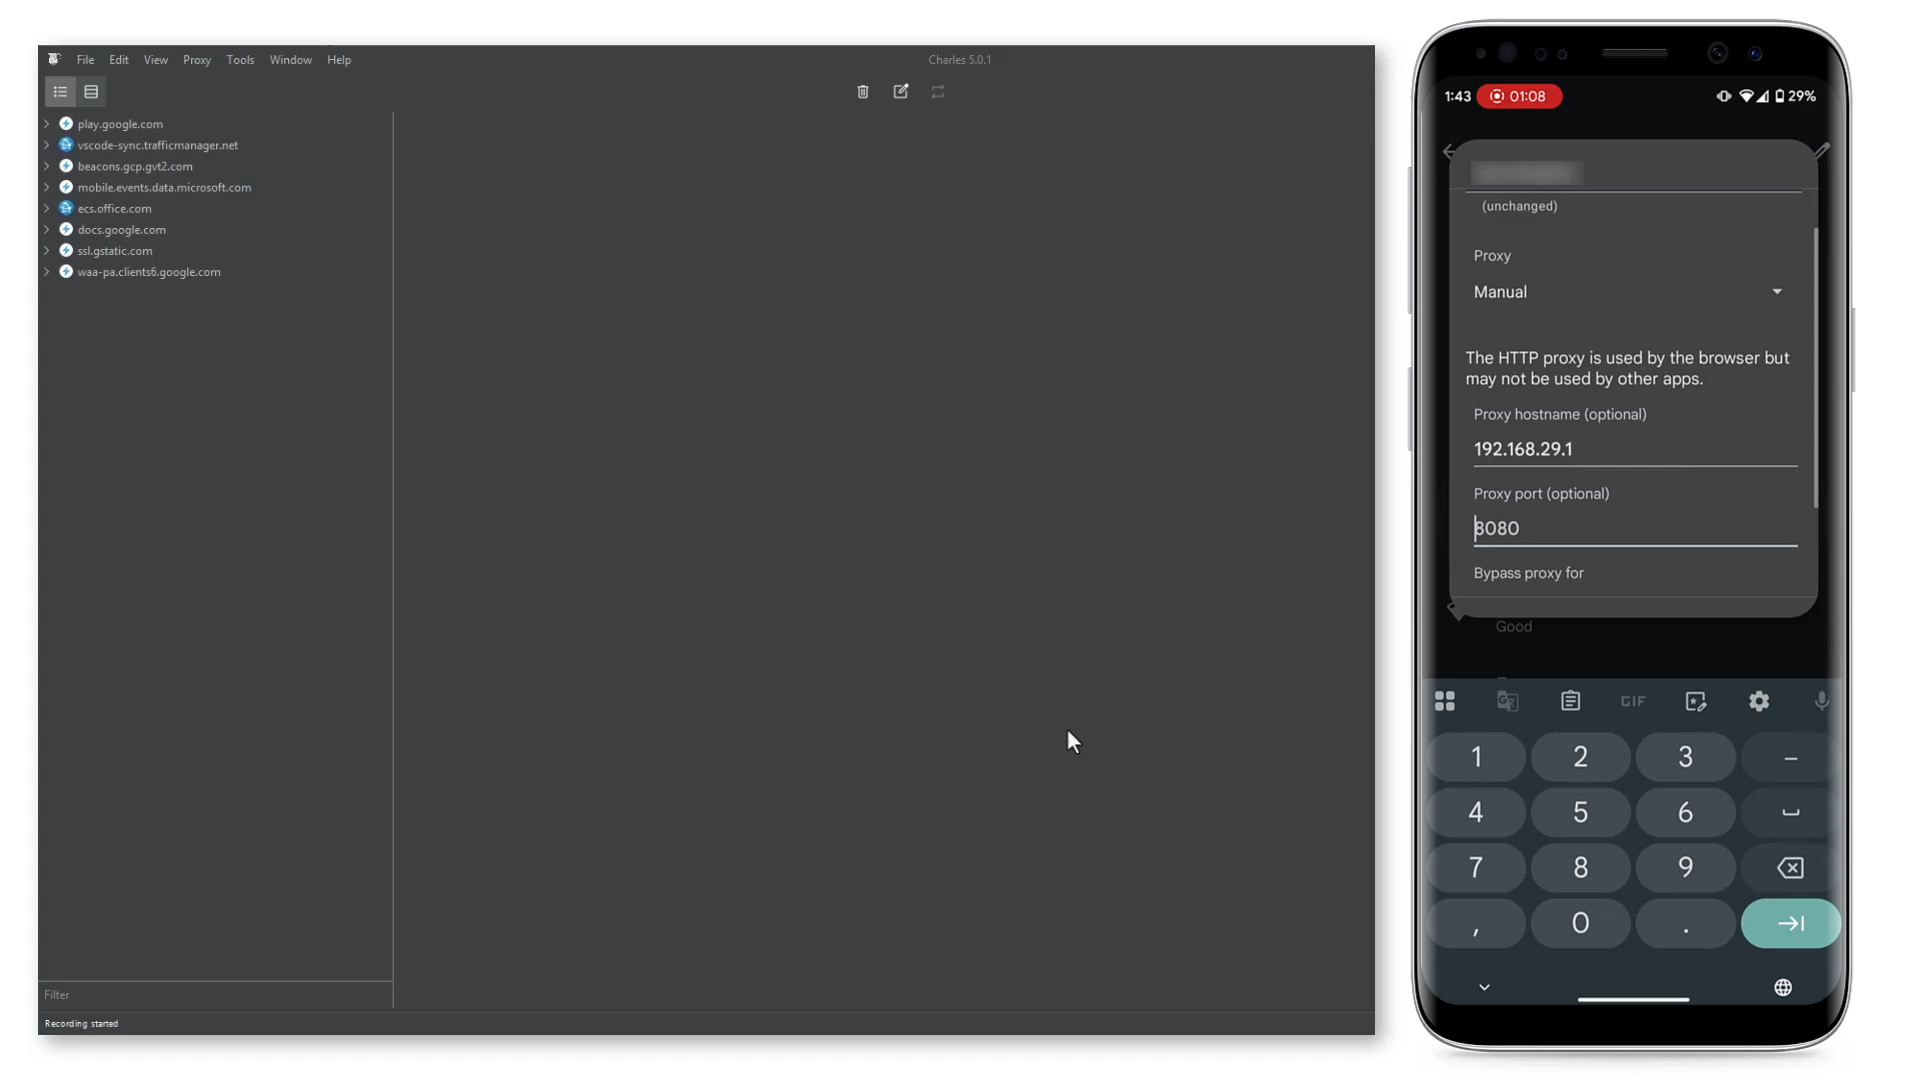 File Edit View Proxy Tools Window Help
Charles 5.0.1
play.google.com
vscode-sync.trafficmanager.net
beacons.gcp.gvt2.com
mobile.events.data.microsoft.com
ecs.office.com
docs.google.com
ssl.gstatic.com
waa-pa.clients6.google.com
Filter
Recording started
1:43 01:08 29%
(unchanged)
Proxy
Manual
The HTTP proxy is used by the browser but
may not be used by other apps.
Proxy hostname (optional)
192.168.29.1
Proxy port (optional)
8080
Bypass proxy for
Good
GIF
1 2 3 –
4 5 6
7 8 9
, 0 .